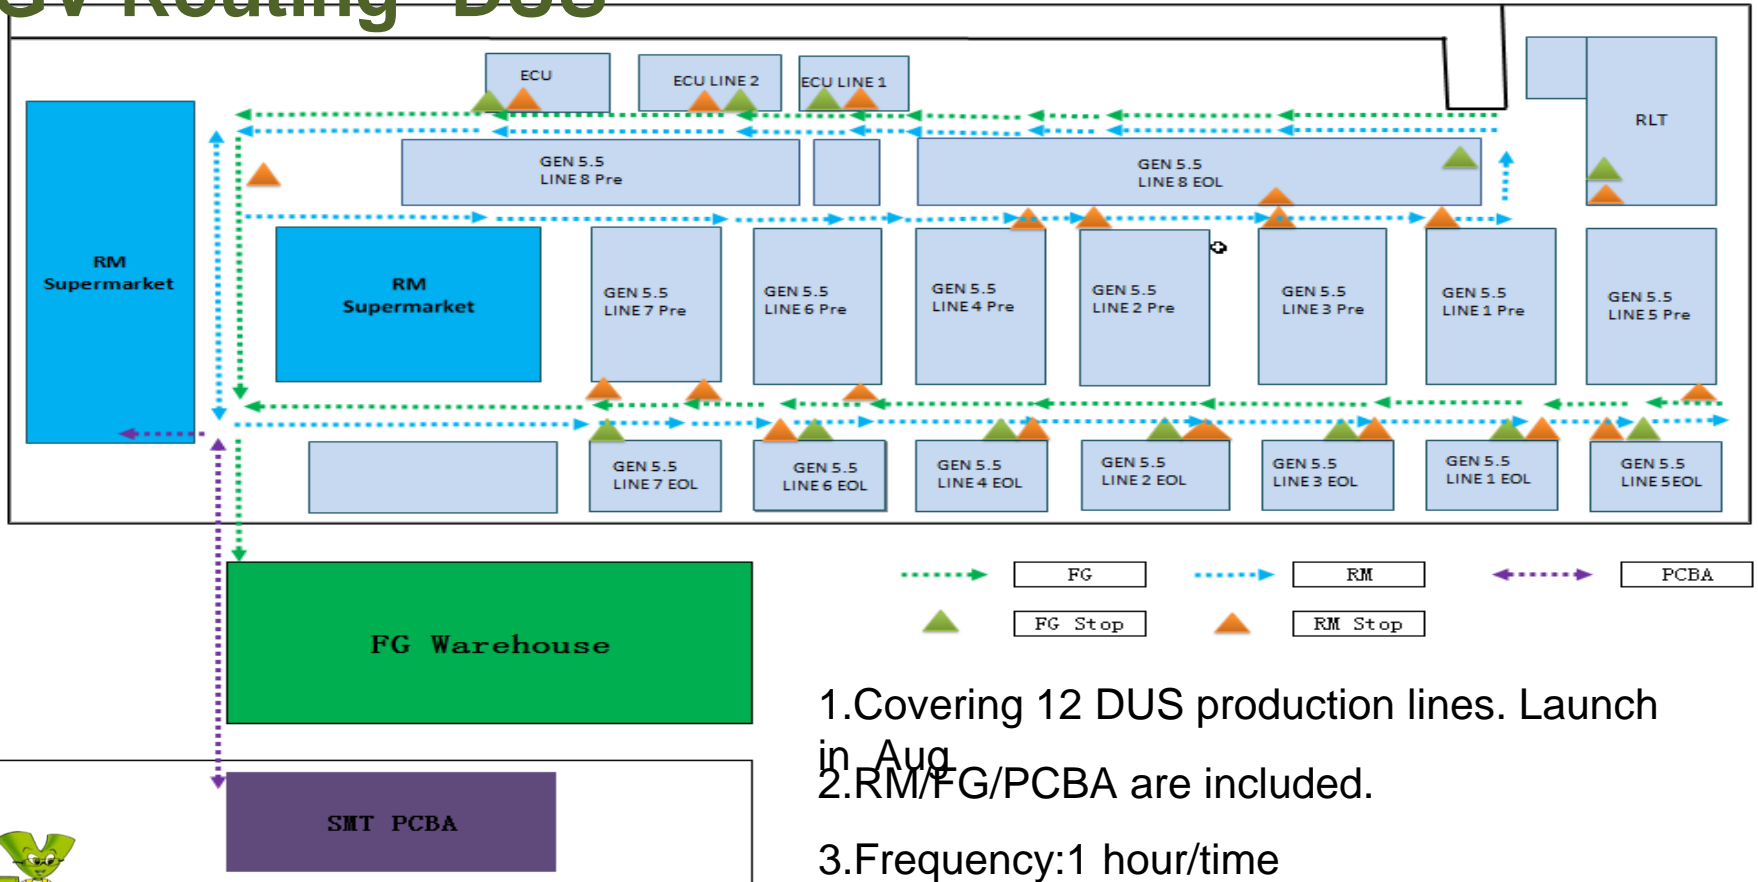 GV Routing DUS
ECU
ECU LINE 2
ECU LINE 1
RLT
GEN 5.5
LINE 8 Pre
GEN 5.5
LINE 8 EOL
RM
Supermarket
RM
Supermarket
GEN 5.5
LINE 7 Pre
GEN 5.5
LINE 6 Pre
GEN 5.5
LINE 4 Pre
GEN 5.5
LINE 2 Pre
GEN 5.5
LINE 3 Pre
GEN 5.5
LINE 1 Pre
GEN 5.5
LINE 5 Pre
GEN 5.5
LINE 7 EOL
GEN 5.5
LINE 6 EOL
GEN 5.5
LINE 4 EOL
GEN 5.5
LINE 2 EOL
GEN 5.5
LINE 3 EOL
GEN 5.5
LINE 1 EOL
GEN 5.5
LINE 5EOL
FG
RM
PCBA
FG Stop
RM Stop
FG Warehouse
SMT PCBA
1.Covering 12 DUS production lines. Launch
in Aug
2.RM/FG/PCBA are included.
3.Frequency:1 hour/time